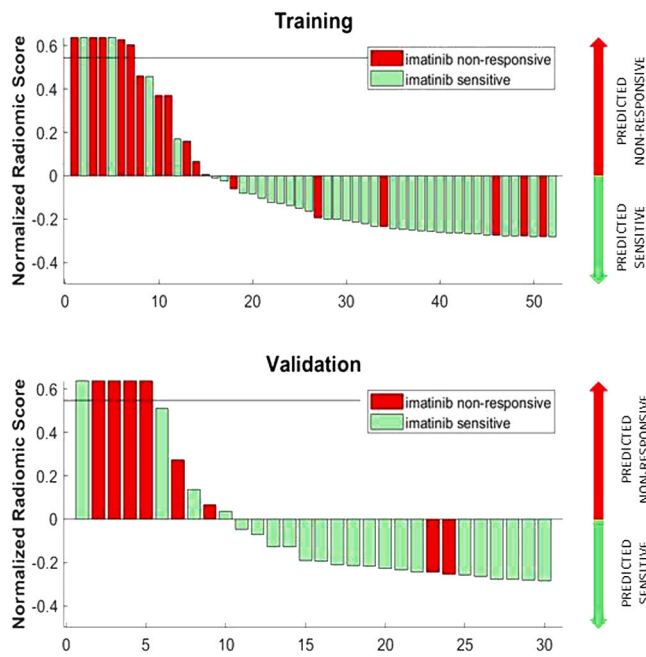 Training
Normalized Radiomic Score
0.6
0.4
0.2
0
-0.2
-0.4
imatinib non-responsive
imatinib sensitive
0 10 20 30 40 50
PREDICTED
NON-RESPONSIVE
PREDICTED
SENSITIVE
Validation
Normalized Radiomic Score
0.6
0.4
0.2
0
-0.2
-0.4
imatinib non-responsive
imatinib sensitive
0 5 10 15 20 25 30
PREDICTED
NON-RESPONSIVE
PREDICTED
SENSITIVE